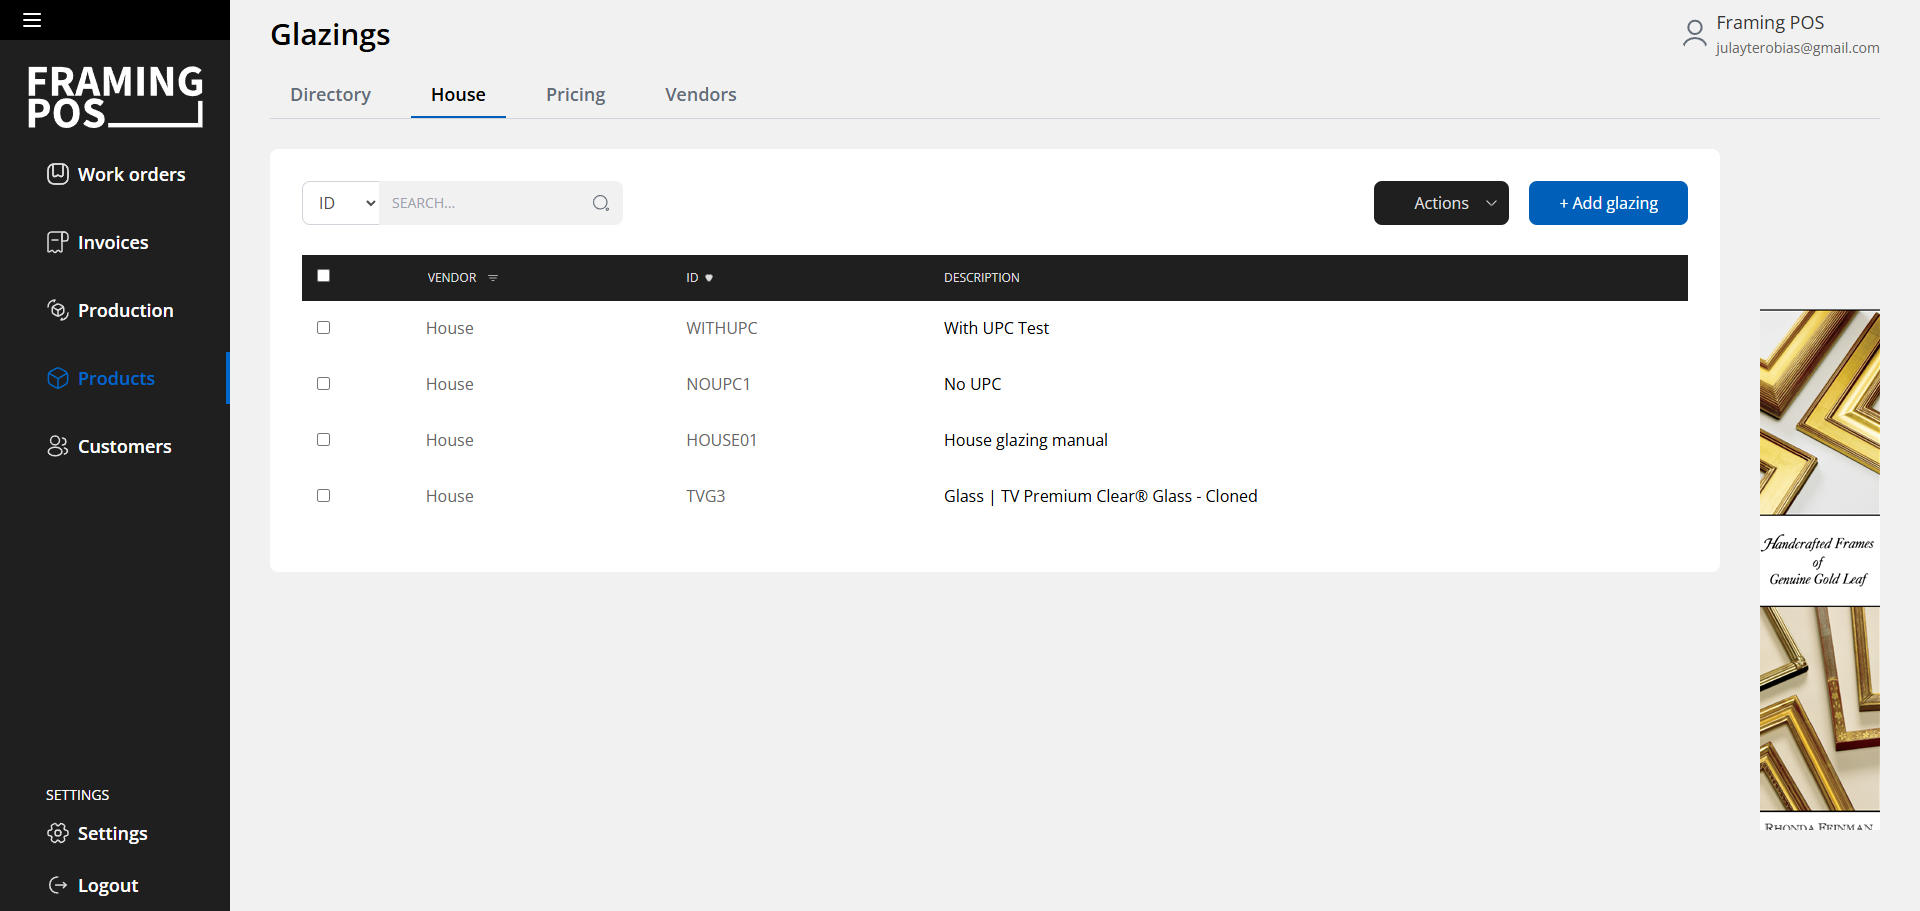 FRAMING
POS
Work orders
Invoices
Production
Products
Customers
SETTINGS
Settings
Logout
Glazings
Framing POS
julayterobias@gmail.com
Directory House Pricing Vendors
ID SEARCH... Actions + Add glazing
VENDOR ID DESCRIPTION
House WITHUPC With UPC Test
House NOUPC1 No UPC
House HOUSE01 House glazing manual
House TVG3 Glass | TV Premium Clear® Glass - Cloned
Handcrafted Frames
of
Genuine Gold Leaf
RHONDA FEINMAN